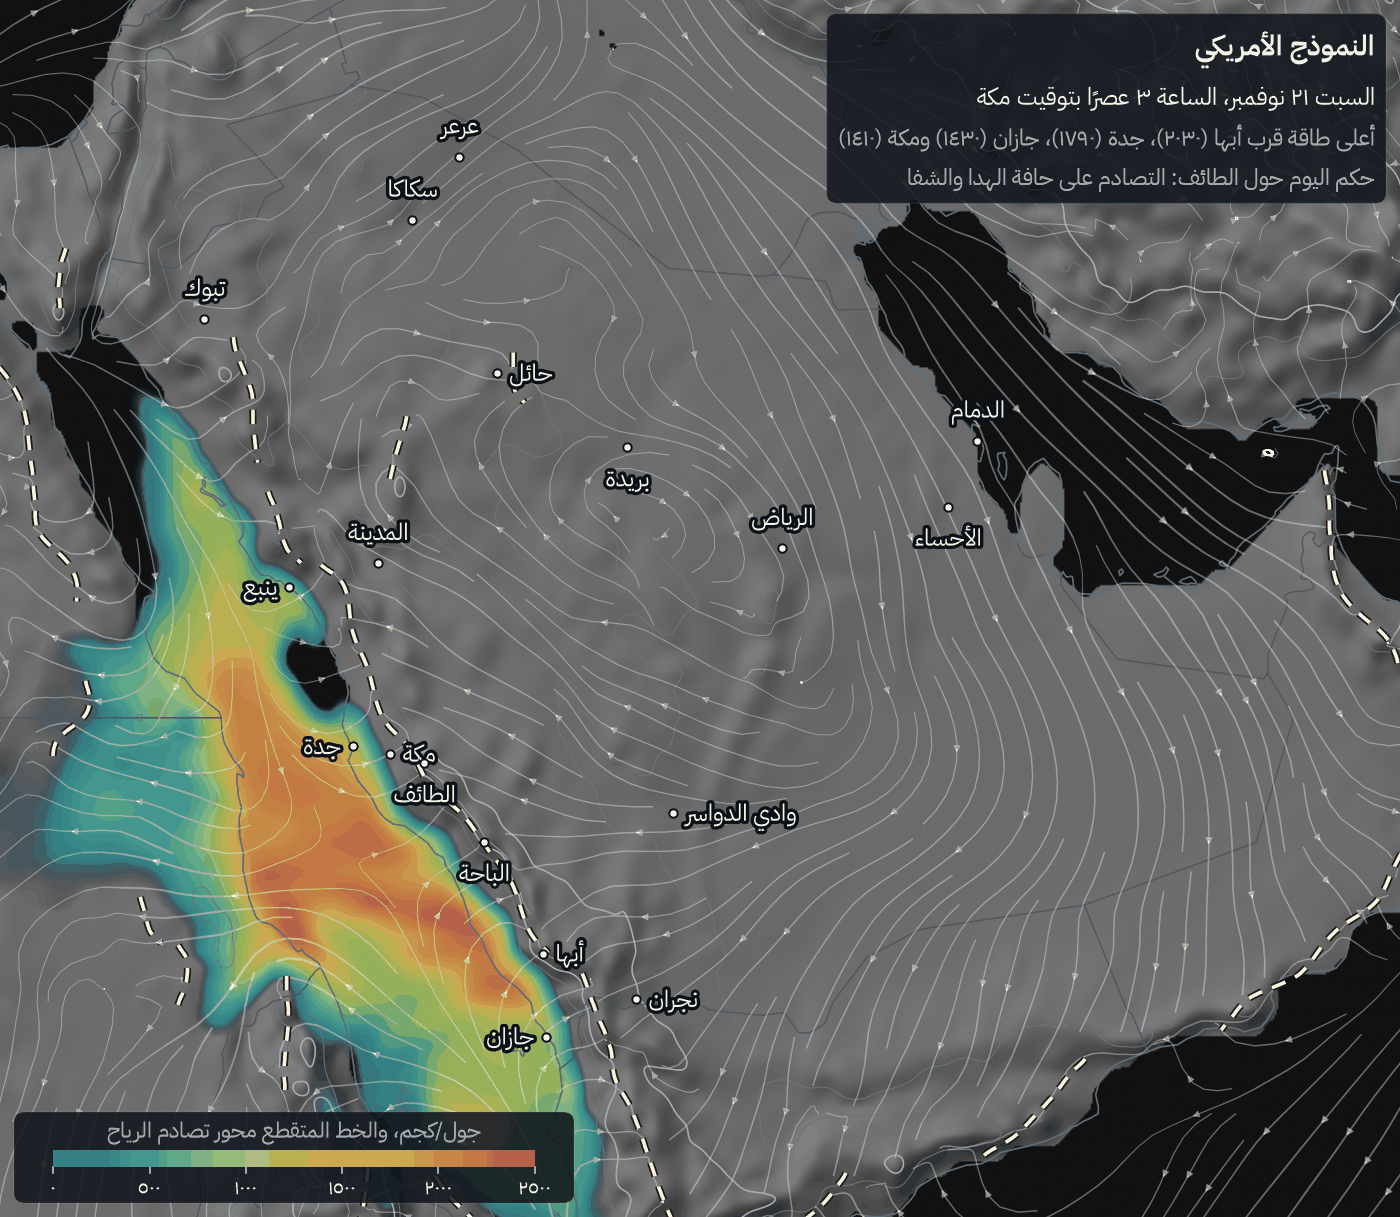 النموذج الأمريكي
السبت ٢١ نوفمبر، الساعة ٣ عصرًا بتوقيت مكة
أعلى طاقة قرب أبها (٢٠٣٠)، جدة (١٧٩٠)، جازان (١٤٣٠) ومكة (١٤١٠)
حكم اليوم حول الطائف: التصادم على حافة الهدا والشفا
عرعر
سكاكا
تبوك
حائل
الدمام
بريدة
الرياض
المدينة
الأحساء
ينبع
جدة
مكة
الطائف
وادي الدواسر
الباحة
أبها
نجران
جازان
جول/كجم، والخط المتقطع محور تصادم الرياح
٠ ٥٠٠ ١٠٠٠ ١٥٠٠ ٢٠٠٠ ٢٥٠٠